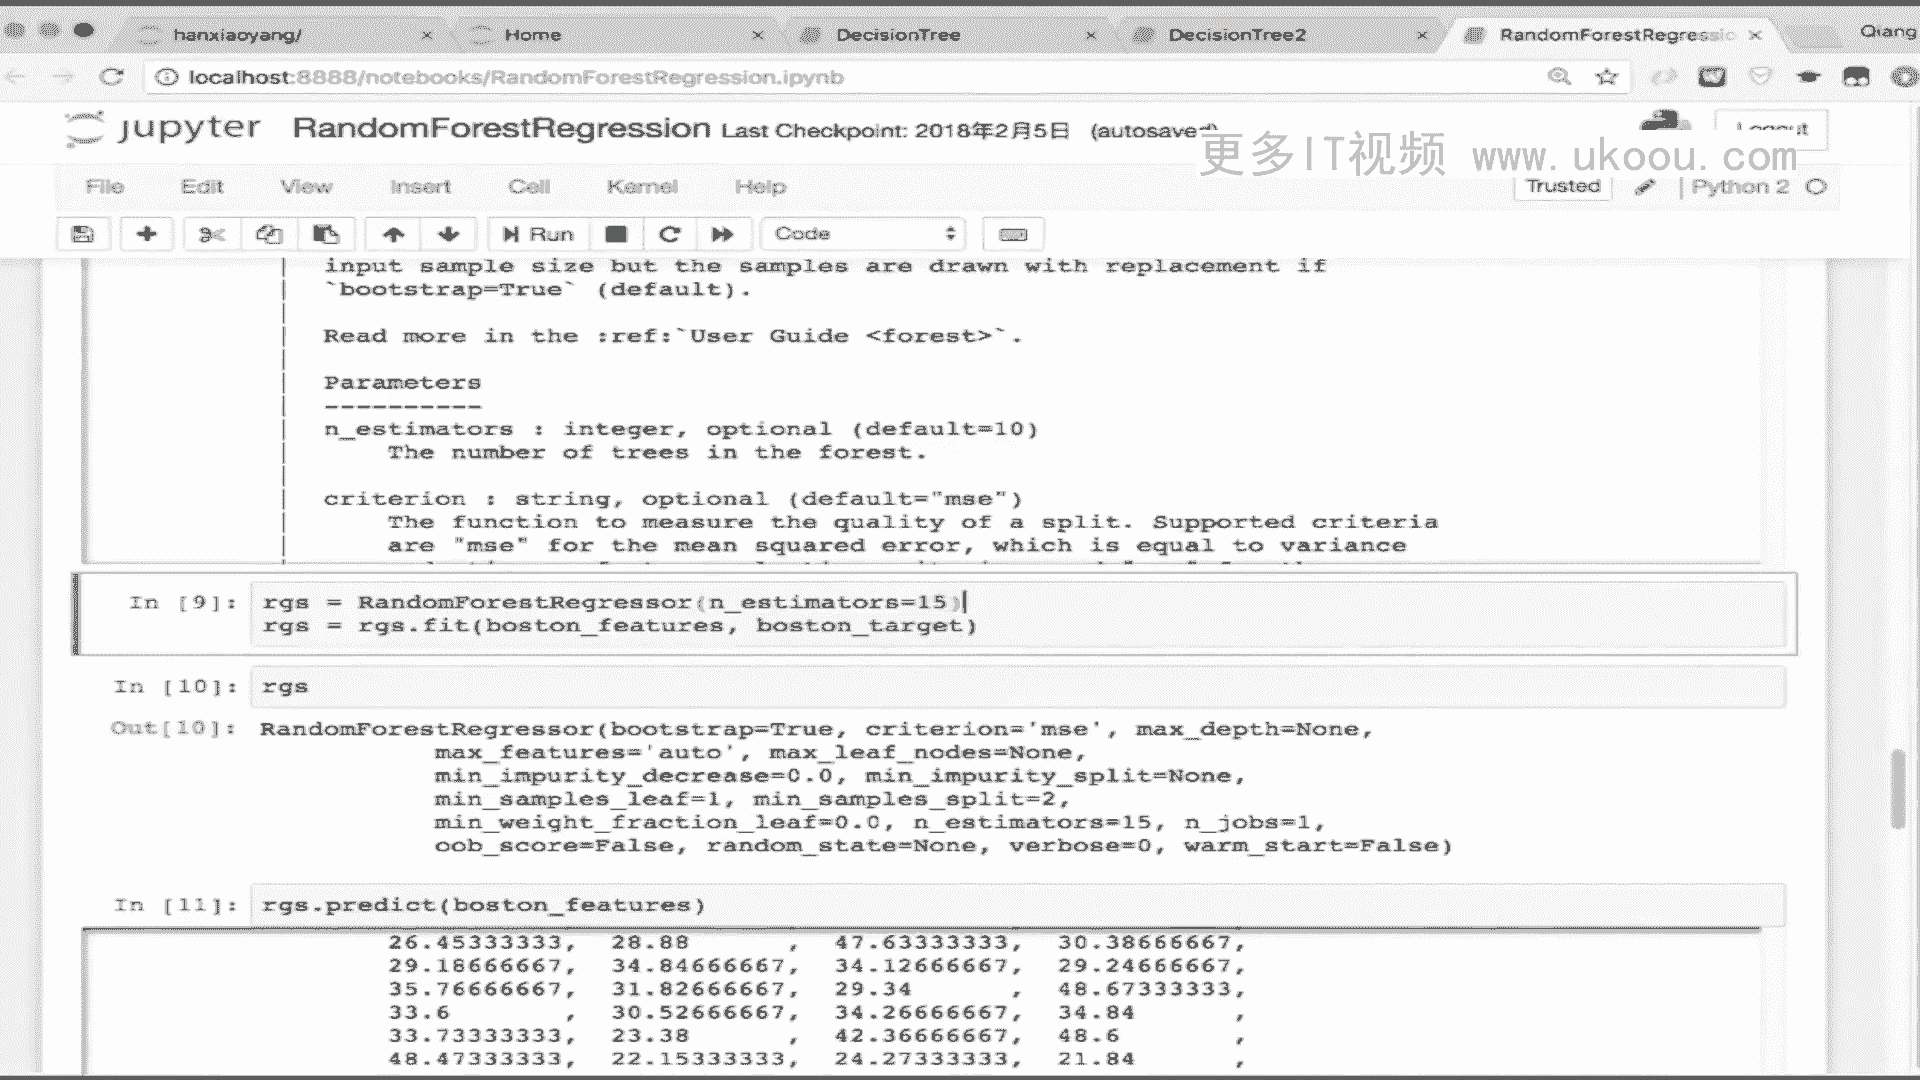 hanxiaoyang/
Home
DecisionTree
DecisionTree2
RandomForestRegressio
Qiang
localhost:8888/notebooks/RandomForestRegression.ipynb
jupyter RandomForestRegression Last Checkpoint: 2018年2月5日 (autosaved)
Logout
更多IT视频 www.ukoou.com
File Edit View Insert Cell Kernel Help
Trusted
Python 2
Run
Code
input sample size but the samples are drawn with replacement if
`bootstrap=True` (default).
Read more in the :ref:`User Guide <forest>`.
Parameters
----------
n_estimators : integer, optional (default=10)
The number of trees in the forest.
criterion : string, optional (default="mse")
The function to measure the quality of a split. Supported criteria
are "mse" for the mean squared error, which is equal to variance
In [9]: rgs = RandomForestRegressor(n_estimators=15)
rgs = rgs.fit(boston_features, boston_target)
In [10]: rgs
Out[10]: RandomForestRegressor(bootstrap=True, criterion='mse', max_depth=None,
max_features='auto', max_leaf_nodes=None,
min_impurity_decrease=0.0, min_impurity_split=None,
min_samples_leaf=1, min_samples_split=2,
min_weight_fraction_leaf=0.0, n_estimators=15, n_jobs=1,
oob_score=False, random_state=None, verbose=0, warm_start=False)
In [11]: rgs.predict(boston_features)
26.45333333, 28.88 , 47.63333333, 30.38666667,
29.18666667, 34.84666667, 34.12666667, 29.24666667,
35.76666667, 31.82666667, 29.34 , 48.67333333,
33.6 , 30.52666667, 34.26666667, 34.84 ,
33.73333333, 23.38 , 42.36666667, 48.6 ,
48.47333333, 22.15333333, 24.27333333, 21.84 ,